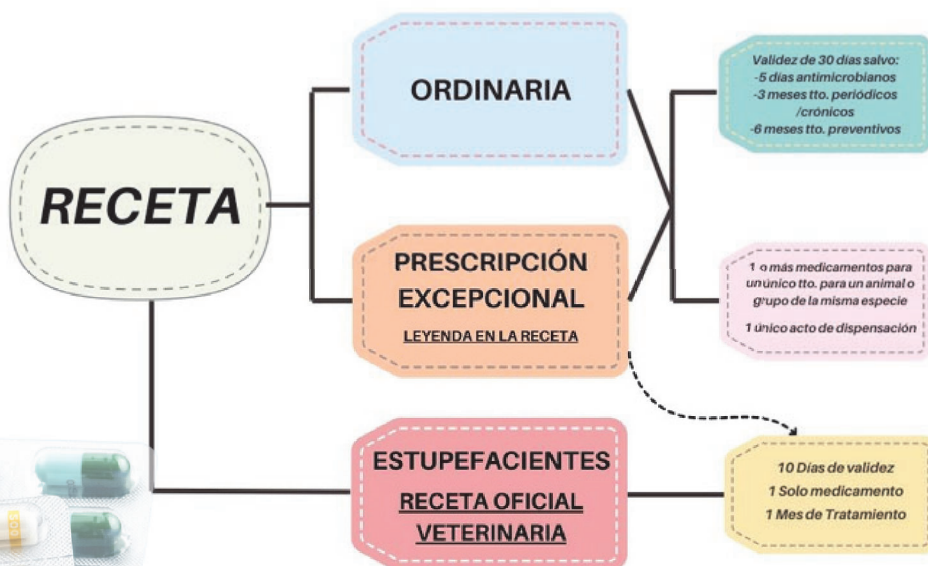 RECETA
ORDINARIA
PRESCRIPCIÓN
EXCEPCIONAL
LEYENDA EN LA RECETA
ESTUPEFACIENTES
RECETA OFICIAL
VETERINARIA
Validez de 30 días salvo:
-5 días antimicrobianos
-3 meses tto. periódicos
/crónicos
-6 meses tto. preventivos
1 o más medicamentos para
un único tto. para un animal o
grupo de la misma especie
1 único acto de dispensación
10 Días de validez
1 Solo medicamento
1 Mes de Tratamiento